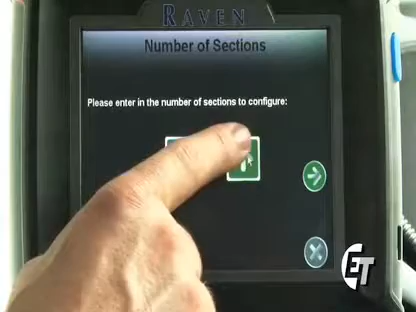 RAVEN
Number of Sections
Please enter in the number of sections to configure:
ET